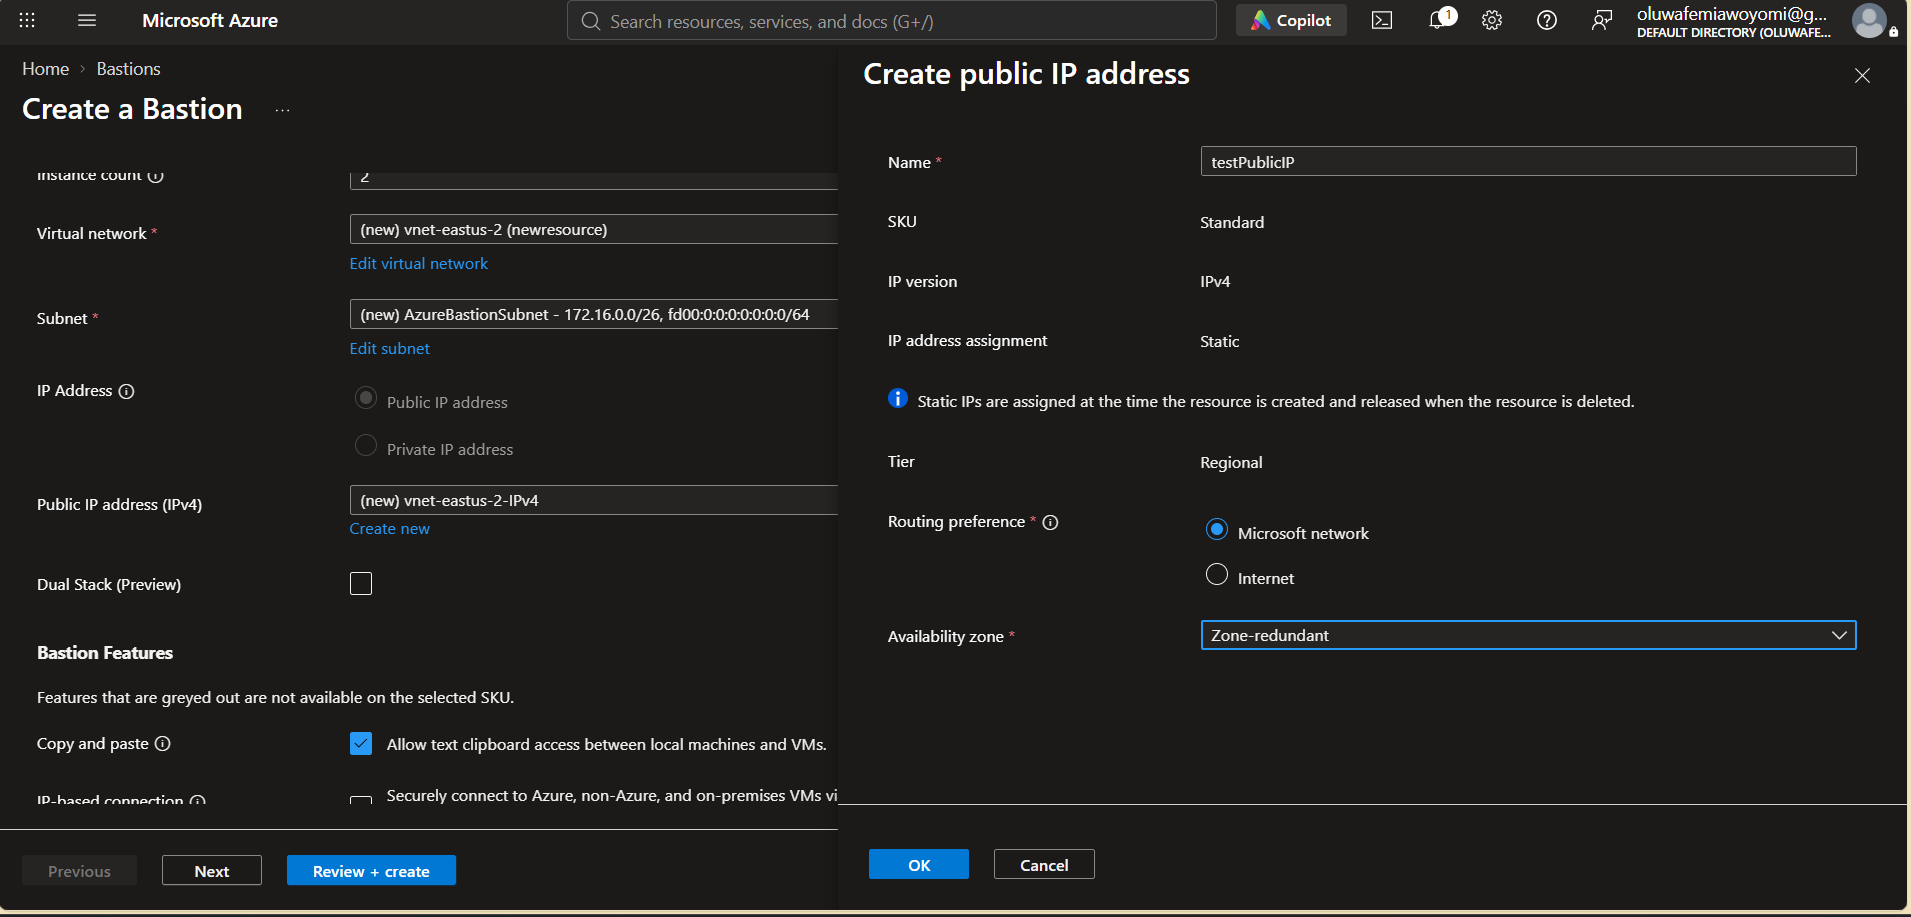 Microsoft Azure
Search resources, services, and docs (G+/)
Copilot
1
oluwafemiawoyomi@g...
DEFAULT DIRECTORY (OLUWAFE...
Home > Bastions
Create a Bastion ...
Instance count
2
Virtual network *
(new) vnet-eastus-2 (newresource)
Edit virtual network
Subnet *
(new) AzureBastionSubnet - 172.16.0.0/26, fd00:0:0:0:0:0:0:0/64
Edit subnet
IP Address
Public IP address
Private IP address
Public IP address (IPv4)
(new) vnet-eastus-2-IPv4
Create new
Dual Stack (Preview)
Bastion Features
Features that are greyed out are not available on the selected SKU.
Copy and paste
Allow text clipboard access between local machines and VMs.
IP-based connection
Securely connect to Azure, non-Azure, and on-premises VMs vi
Previous
Next
Review + create
Create public IP address
Name *
testPublicIP
SKU
Standard
IP version
IPv4
IP address assignment
Static
Static IPs are assigned at the time the resource is created and released when the resource is deleted.
Tier
Regional
Routing preference *
Microsoft network
Internet
Availability zone *
Zone-redundant
OK
Cancel